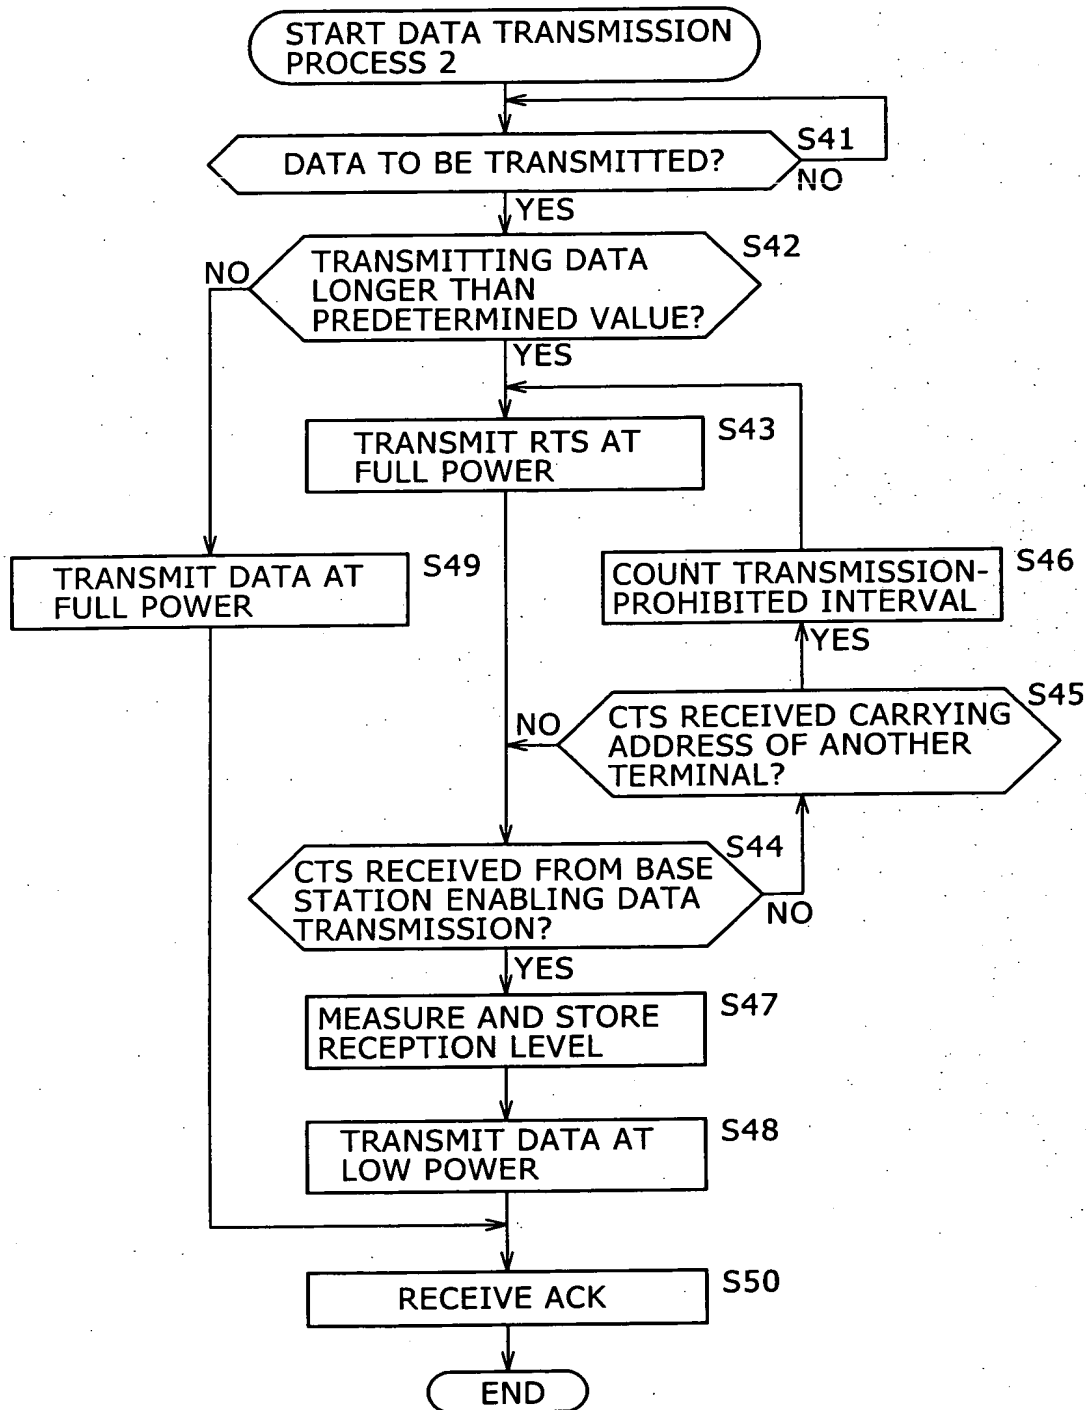 START DATA TRANSMISSION
PROCESS 2
DATA TO BE TRANSMITTED?
S41
NO
YES
TRANSMITTING DATA
LONGER THAN
PREDETERMINED VALUE?
S42
NO
YES
TRANSMIT RTS AT
FULL POWER
S43
TRANSMIT DATA AT
FULL POWER
S49
COUNT TRANSMISSION-
PROHIBITED INTERVAL
S46
YES
CTS RECEIVED CARRYING
ADDRESS OF ANOTHER
TERMINAL?
S45
NO
CTS RECEIVED FROM BASE
STATION ENABLING DATA
TRANSMISSION?
S44
NO
YES
MEASURE AND STORE
RECEPTION LEVEL
S47
TRANSMIT DATA AT
LOW POWER
S48
RECEIVE ACK
S50
END